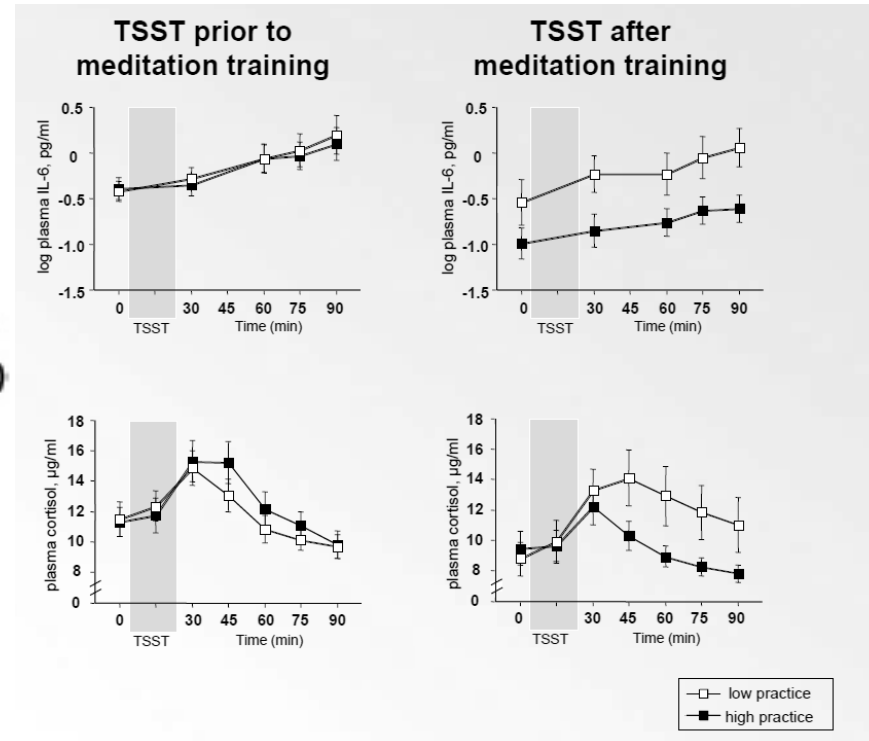 TSST prior to
meditation training
TSST after
meditation training
log plasma IL-6, pg/ml
0.5
0
-0.5
-1.0
-1.5
0 30 45 60 75 90
TSST
Time (min)
log plasma IL-6, pg/ml
0.5
0
-0.5
-1.0
-1.5
0 30 45 60 75 90
TSST
Time (min)
plasma cortisol, µg/ml
18
16
14
12
10
8
0
0 30 45 60 75 90
TSST
Time (min)
plasma cortisol, µg/ml
18
16
14
12
10
8
0
0 30 45 60 75 90
TSST
Time (min)
low practice
high practice